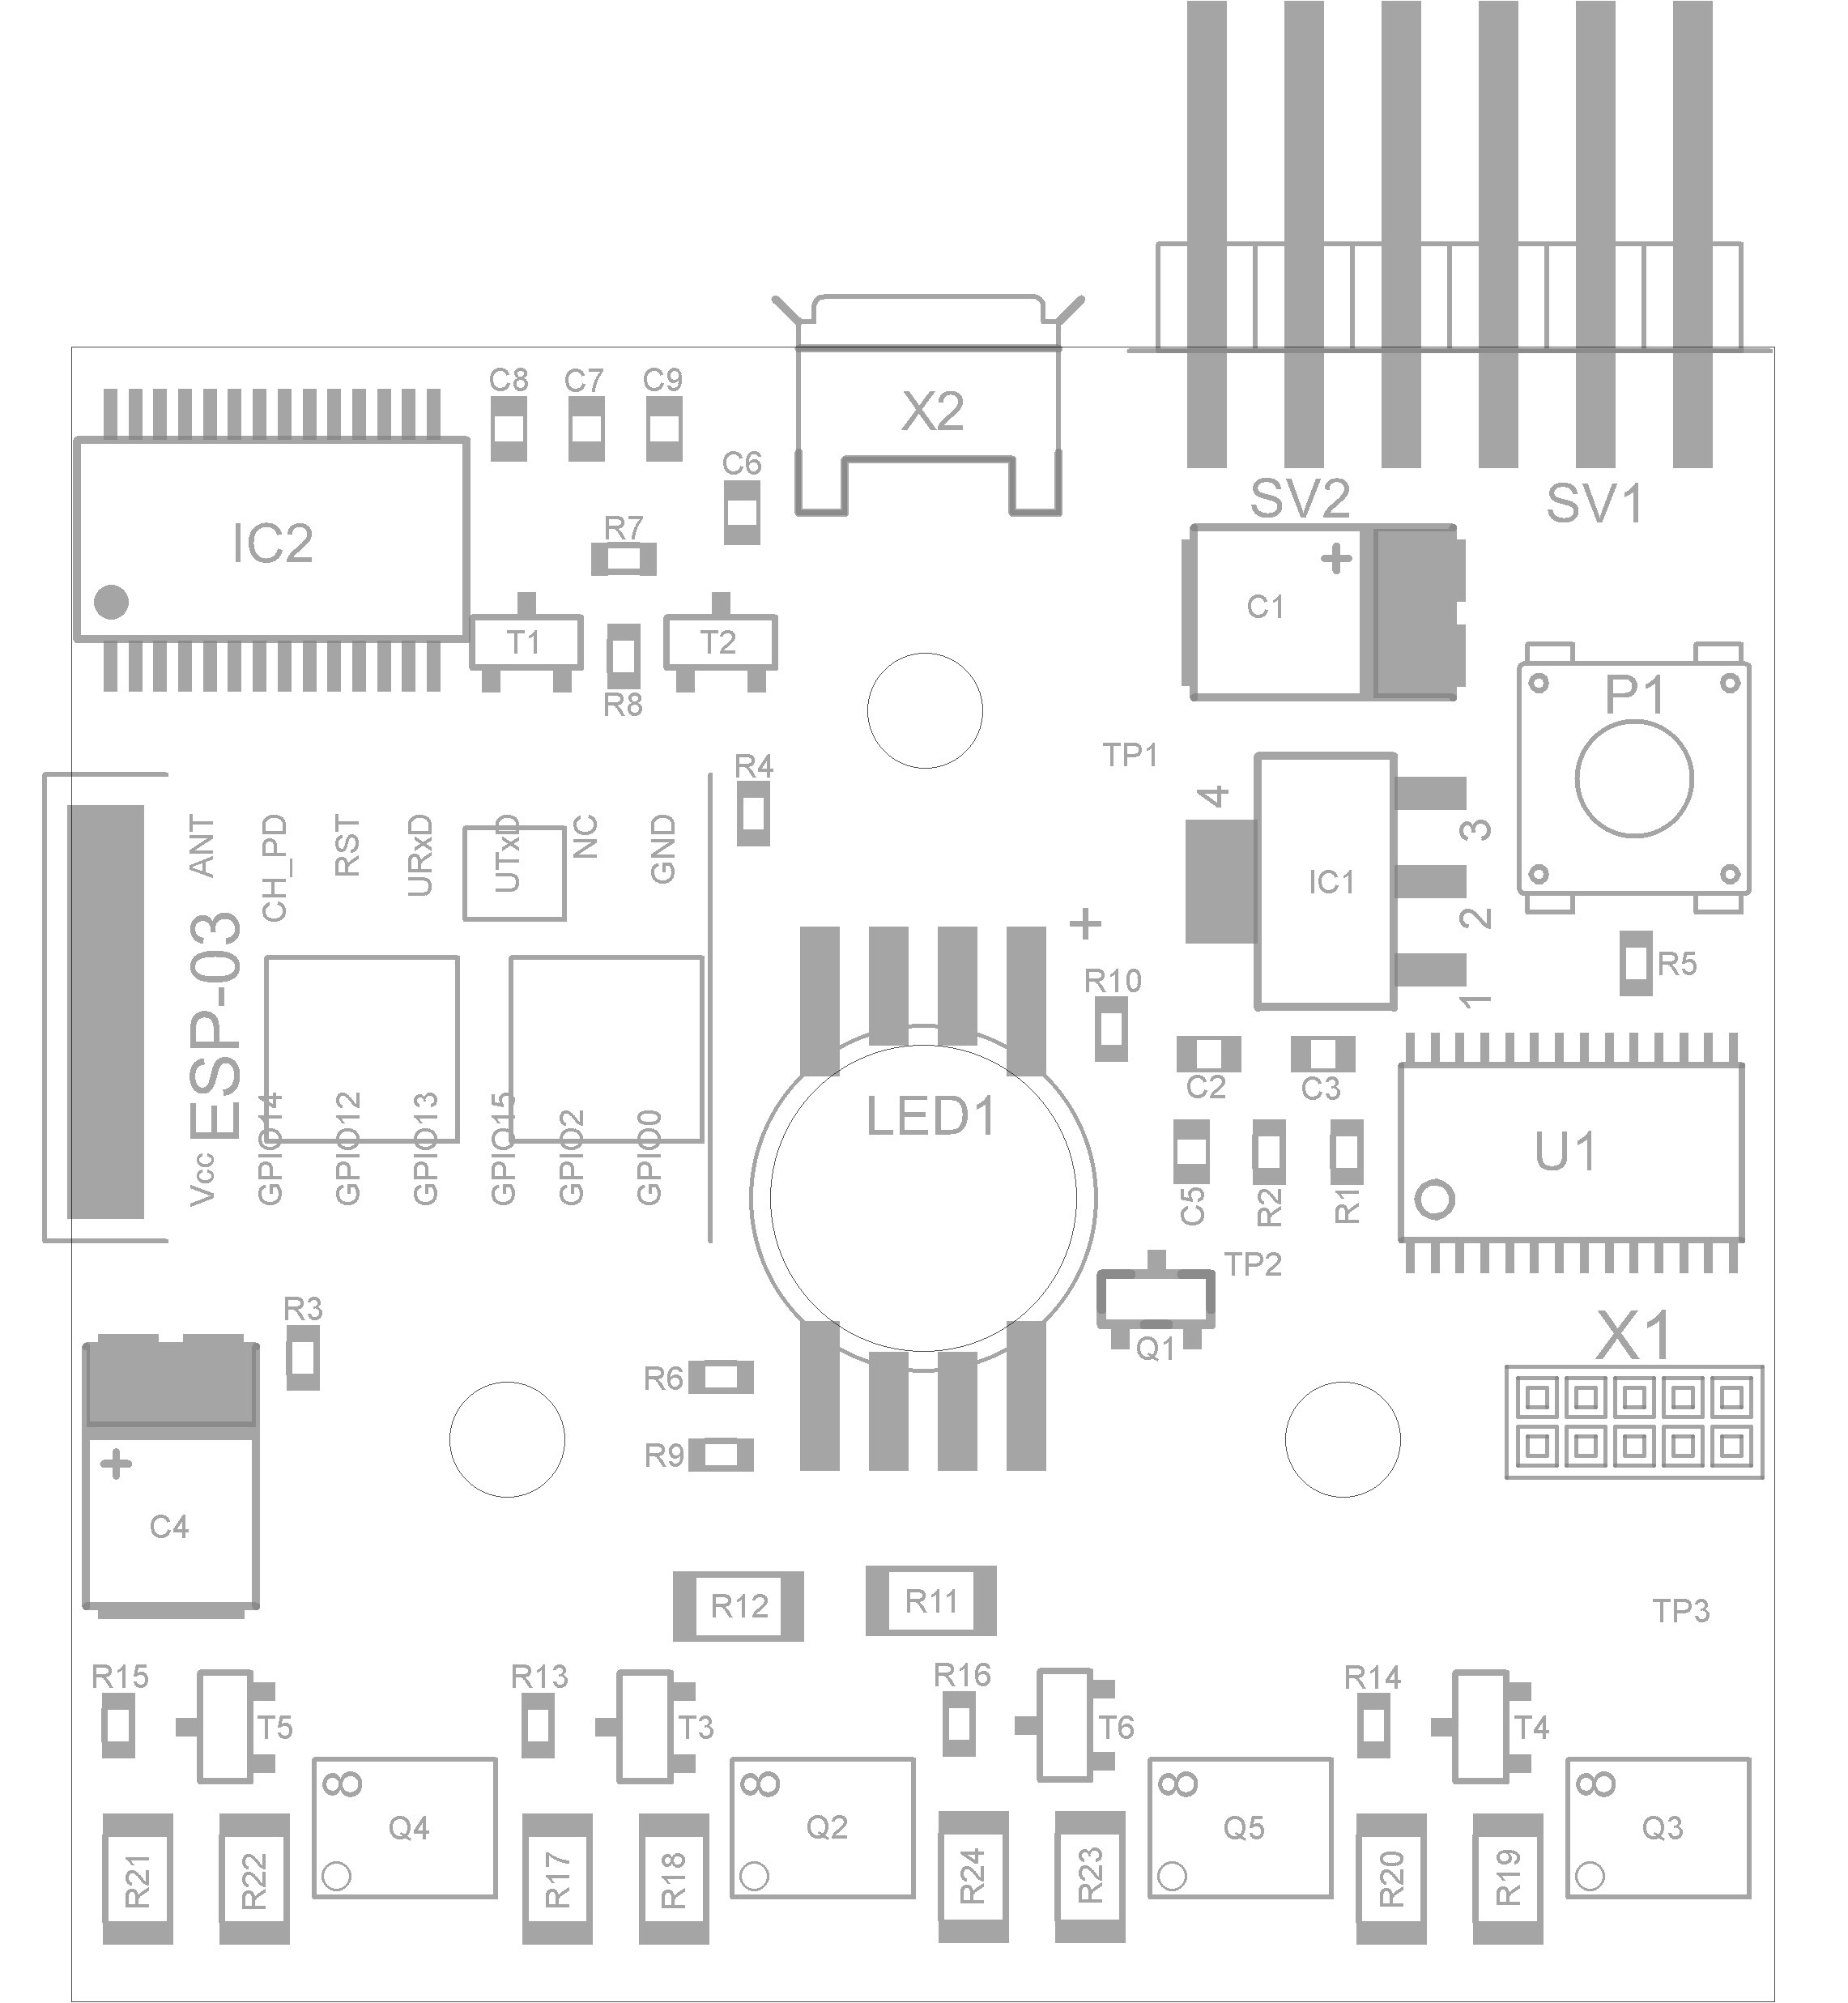 C8
C7
C9
C6
X2
SV2
SV1
IC2
R7
+
C1
T1
T2
R8
P1
TP1
R4
4
3
IC1
2
1
R5
ANT
CH_PD
RST
URxD
UTxD
NC
GND
ESP-03
+
R10
C2
C3
LED1
Vcc
GPIO14
GPIO12
GPIO13
GPIO15
GPIO2
GPIO0
C5
R2
R1
U1
TP2
Q1
R3
X1
R6
R9
+
C4
R12
R11
TP3
R15
T5
R13
T3
R16
T6
R14
T4
8
Q4
8
Q2
8
Q5
8
Q3
R21
R22
R17
R18
R24
R23
R20
R19